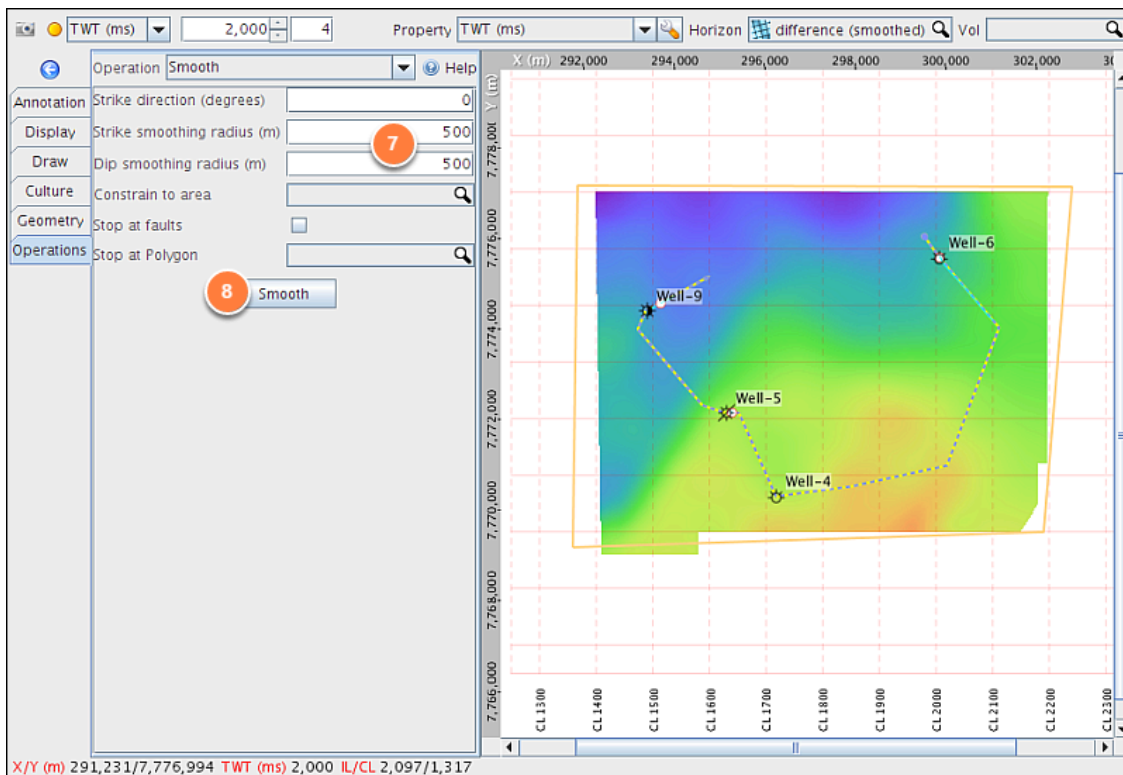 TWT (ms) 2,000 4 Property TWT (ms) Horizon difference (smoothed) Vol
Operation Smooth Help
Annotation
Display
Draw
Culture
Geometry
Operations
Strike direction (degrees) 0
Strike smoothing radius (m) 500
7
Dip smoothing radius (m) 500
Constrain to area
Stop at faults
Stop at Polygon
8 Smooth
X (m) 292,000 294,000 296,000 298,000 300,000 302,000
Y (m)
7,778,000
7,776,000
7,774,000
7,772,000
7,770,000
7,768,000
7,766,000
Well-6
Well-9
Well-5
Well-4
CL 1300 CL 1400 CL 1500 CL 1600 CL 1700 CL 1800 CL 1900 CL 2000 CL 2100 CL 2200 CL 2300
X/Y (m) 291,231/7,776,994 TWT (ms) 2,000 IL/CL 2,097/1,317